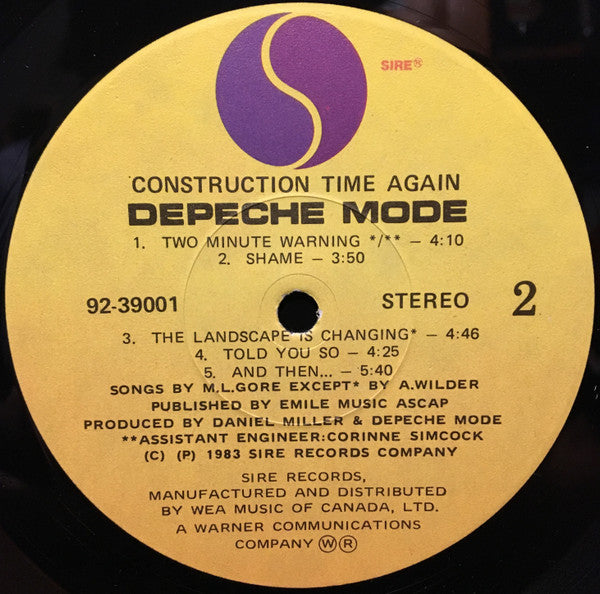 SIRE®
CONSTRUCTION TIME AGAIN
DEPECHE MODE
1. TWO MINUTE WARNING */** – 4:10
2. SHAME – 3:50
92-39001 STEREO 2
3. THE LANDSCAPE IS CHANGING* – 4:46
4. TOLD YOU SO – 4:25
5. AND THEN... – 5:40
SONGS BY M.L.GORE EXCEPT* BY A.WILDER
PUBLISHED BY EMILE MUSIC ASCAP
PRODUCED BY DANIEL MILLER & DEPECHE MODE
**ASSISTANT ENGINEER:CORINNE SIMCOCK
(C) (P) 1983 SIRE RECORDS COMPANY
SIRE RECORDS,
MANUFACTURED AND DISTRIBUTED
BY WEA MUSIC OF CANADA, LTD.
A WARNER COMMUNICATIONS
COMPANY ⓌⓇ